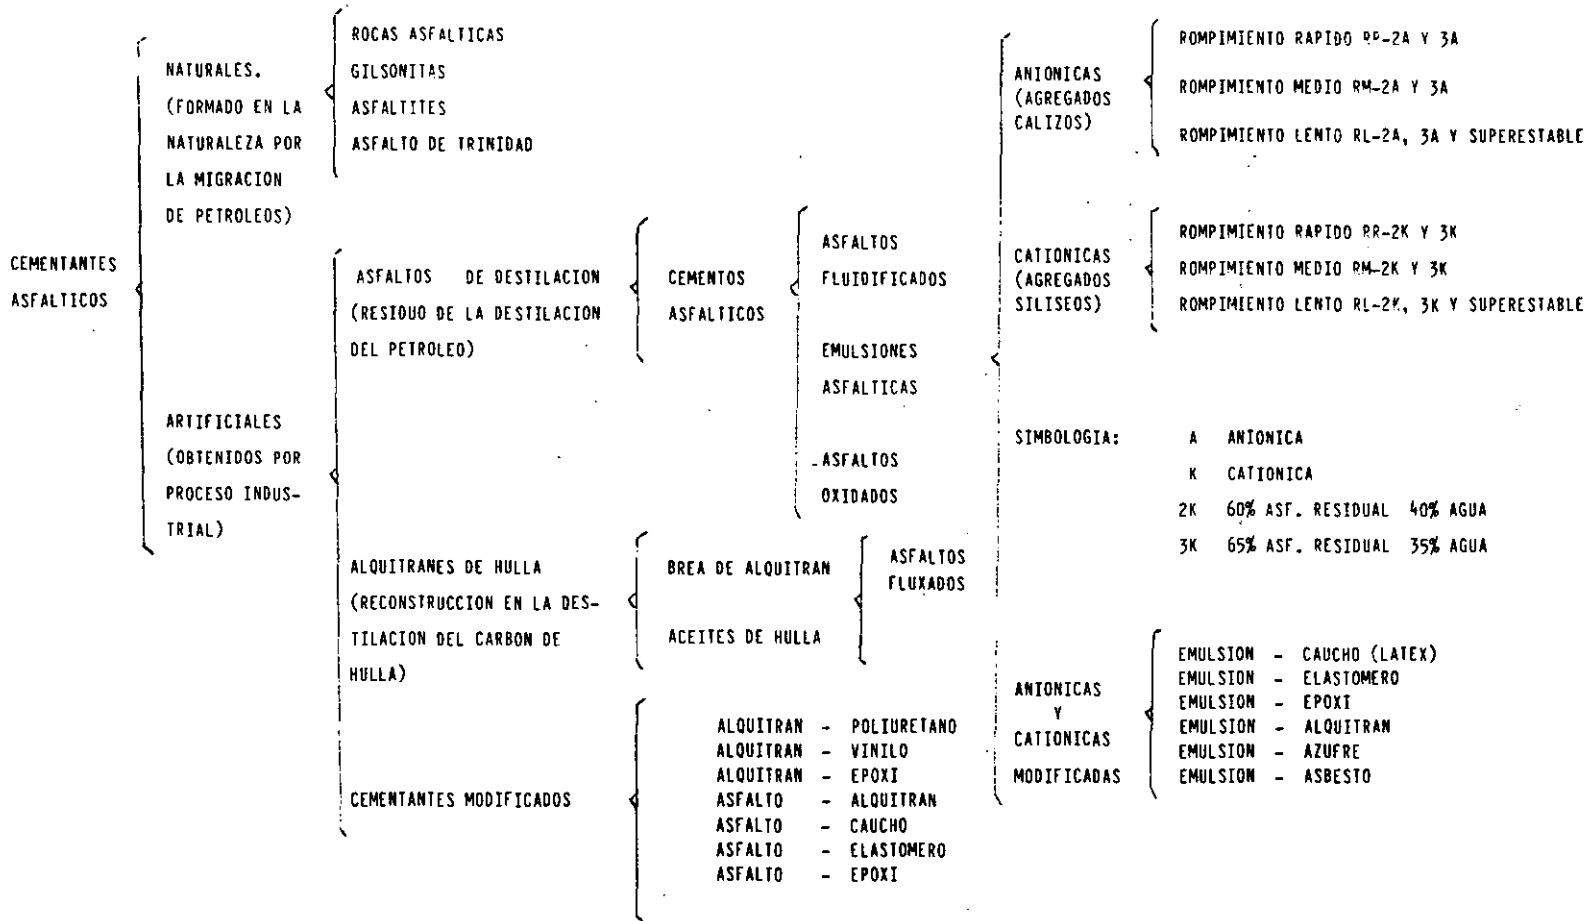 CEMENTANTES
ASFALTICOS
NATURALES.
(FORMADO EN LA
NATURALEZA POR
LA MIGRACION
DE PETROLEOS)
ROCAS ASFALTICAS
GILSONITAS
ASFALTITES
ASFALTO DE TRINIDAD
ARTIFICIALES
(OBTENIDOS POR
PROCESO INDUS-
TRIAL)
ASFALTOS DE DESTILACION
(RESIDUO DE LA DESTILACION
DEL PETROLEO)
CEMENTOS
ASFALTICOS
ASFALTOS
FLUIDIFICADOS
EMULSIONES
ASFALTICAS
ASFALTOS
OXIDADOS
ANIONICAS
(AGREGADOS
CALIZOS)
ROMPIMIENTO RAPIDO RR-2A Y 3A
ROMPIMIENTO MEDIO RM-2A Y 3A
ROMPIMIENTO LENTO RL-2A, 3A Y SUPERESTABLE
CATIONICAS
(AGREGADOS
SILISEOS)
ROMPIMIENTO RAPIDO RR-2K Y 3K
ROMPIMIENTO MEDIO RM-2K Y 3K
ROMPIMIENTO LENTO RL-2K, 3K Y SUPERESTABLE
SIMBOLOGIA: A ANIONICA
K CATIONICA
2K 60% ASF. RESIDUAL 40% AGUA
3K 65% ASF. RESIDUAL 35% AGUA
ANIONICAS
Y
CATIONICAS
MODIFICADAS
EMULSION - CAUCHO (LATEX)
EMULSION - ELASTOMERO
EMULSION - EPOXI
EMULSION - ALQUITRAN
EMULSION - AZUFRE
EMULSION - ASBESTO
ALQUITRANES DE HULLA
(RECONSTRUCCION EN LA DES-
TILACION DEL CARBON DE
HULLA)
BREA DE ALQUITRAN
ACEITES DE HULLA
ASFALTOS
FLUXADOS
CEMENTANTES MODIFICADOS
ALQUITRAN - POLIURETANO
ALQUITRAN - VINILO
ALQUITRAN - EPOXI
ASFALTO - ALQUITRAN
ASFALTO - CAUCHO
ASFALTO - ELASTOMERO
ASFALTO - EPOXI